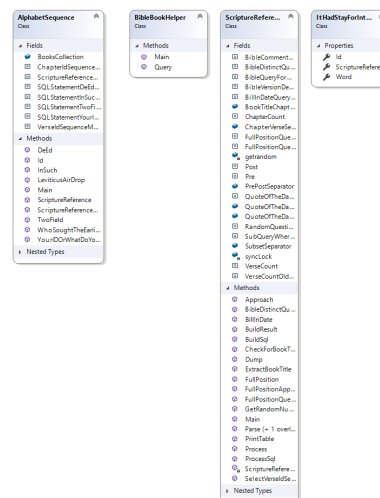 AlphabetSequence
Class
Fields
BooksCollection
ChapterIdSequence...
ScriptureReference...
SQLStatementDeEd...
SQLStatementInSuc...
SQLStatementTwoFi...
SQLStatementYourI...
VerseIdSequenceM...
Methods
DeEd
Id
InSuch
LeviticusAirDrop
Main
ScriptureReference
ScriptureReferenc...
TwoField
WhoSoughtTheEarli...
YourIDOrWhatDoYo...
Nested Types
BibleBookHelper
Class
Methods
Main
Query
ScriptureRefere...
Class
Fields
BibleComment...
BibleDistinctQu...
BibleQueryFor...
BibleVersionDe...
BillInDateQuery...
BookTitleChapt...
ChapterCount
ChapterVerseSe...
FullPositionQue...
FullPositionQue...
getrandom
Post
Pre
PrePostSeparator
QuoteOfTheDa...
QuoteOfTheDa...
QuoteOfTheDa...
RandomQuesti...
SubQueryWher...
SubsetSeparator
syncLock
VerseCount
VerseCountOld...
Methods
Approach
BibleDistinctQu...
BillInDate
BuildResult
BuildSql
CheckForBookT...
Dump
ExtractBookTitle
FullPosition
FullPositionApp...
FullPositionQue...
GetRandomNu...
Main
Parse (+ 1 overl...
PrintTable
Process
ProcessSql
ScriptureRefere...
SelectVerseIdSe...
Nested Types
ItHadStayForInt...
Class
Properties
Id
ScriptureRefere
Word